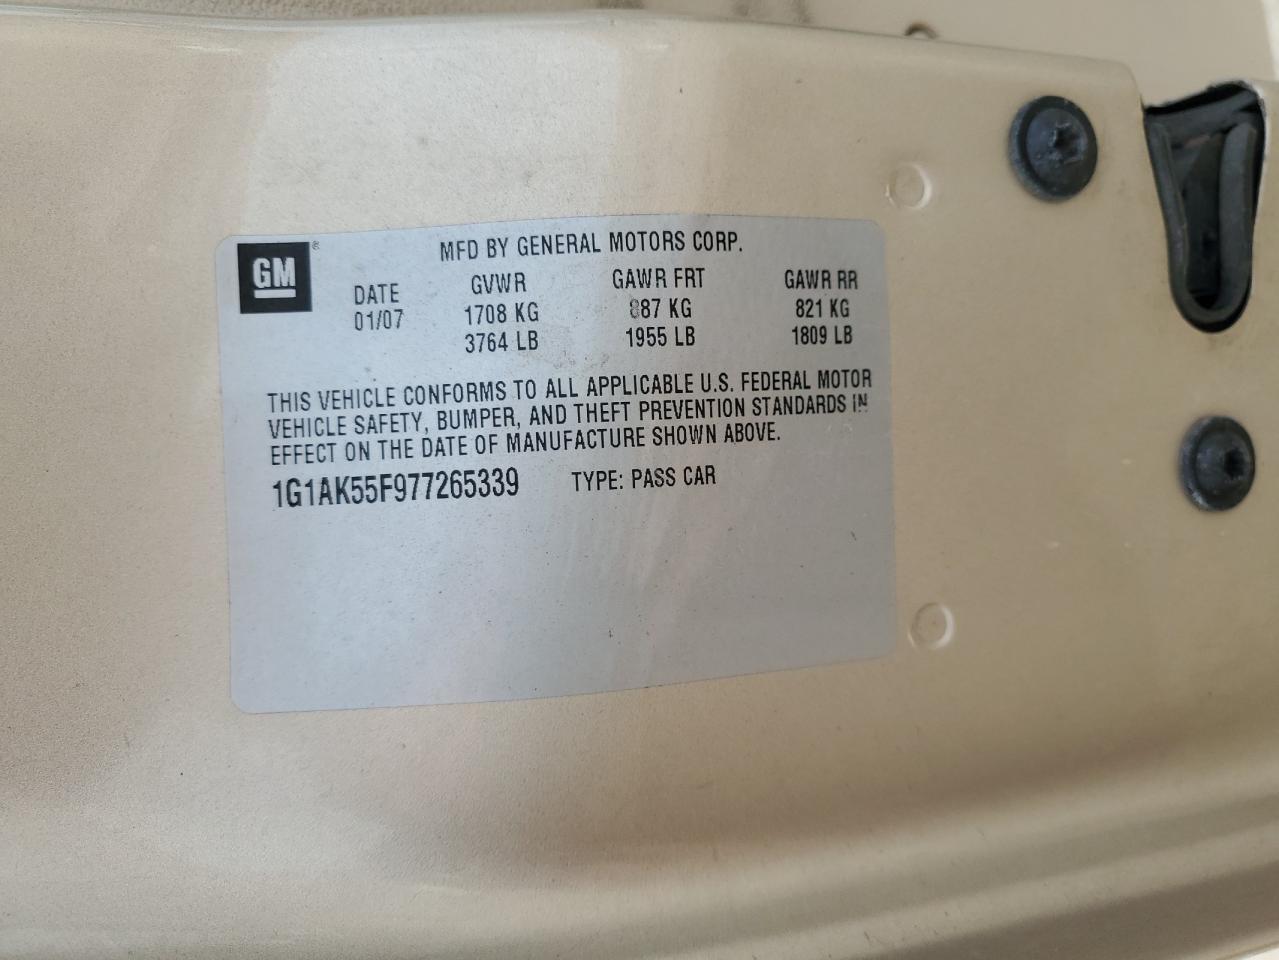 GM ®
MFD BY GENERAL MOTORS CORP.
DATE GVWR GAWR FRT GAWR RR
01/07 1708 KG 887 KG 821 KG
3764 LB 1955 LB 1809 LB
THIS VEHICLE CONFORMS TO ALL APPLICABLE U.S. FEDERAL MOTOR
VEHICLE SAFETY, BUMPER, AND THEFT PREVENTION STANDARDS IN
EFFECT ON THE DATE OF MANUFACTURE SHOWN ABOVE.
1G1AK55F977265339 TYPE: PASS CAR